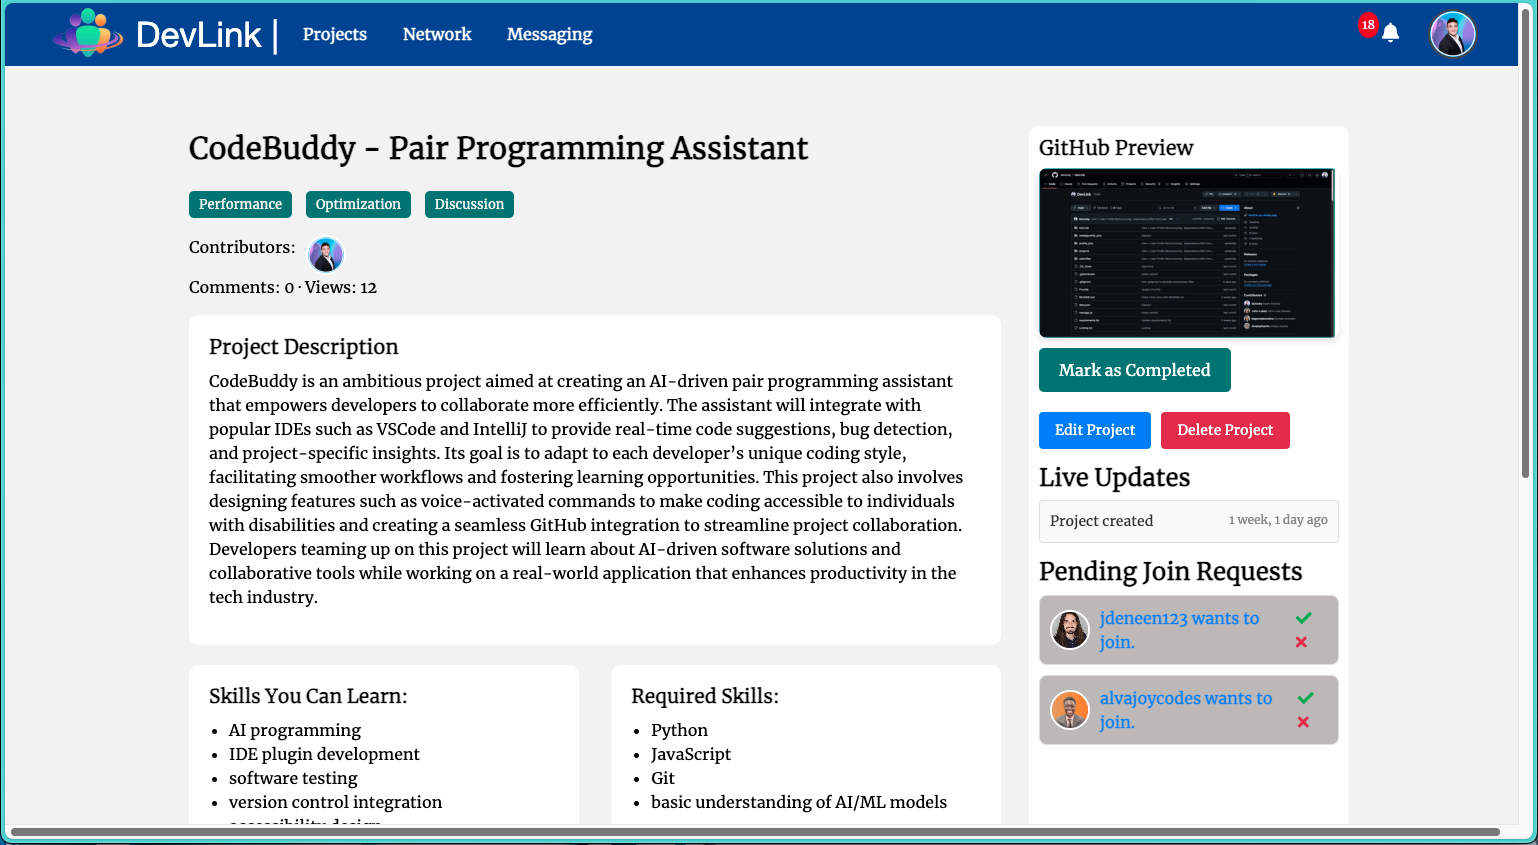 DevLink
Projects
Network
Messaging
18
CodeBuddy - Pair Programming Assistant
Performance
Optimization
Discussion
Contributors:
Comments: 0 · Views: 12
Project Description
CodeBuddy is an ambitious project aimed at creating an AI-driven pair programming assistant
that empowers developers to collaborate more efficiently. The assistant will integrate with
popular IDEs such as VSCode and IntelliJ to provide real-time code suggestions, bug detection,
and project-specific insights. Its goal is to adapt to each developer’s unique coding style,
facilitating smoother workflows and fostering learning opportunities. This project also involves
designing features such as voice-activated commands to make coding accessible to individuals
with disabilities and creating a seamless GitHub integration to streamline project collaboration.
Developers teaming up on this project will learn about AI-driven software solutions and
collaborative tools while working on a real-world application that enhances productivity in the
tech industry.
Skills You Can Learn:
AI programming
IDE plugin development
software testing
version control integration
accessibility design
Required Skills:
Python
JavaScript
Git
basic understanding of AI/ML models
GitHub Preview
DevLink
Mark as Completed
Edit Project
Delete Project
Live Updates
Project created
1 week, 1 day ago
Pending Join Requests
jdeneen123 wants to
join.
alvajoycodes wants to
join.